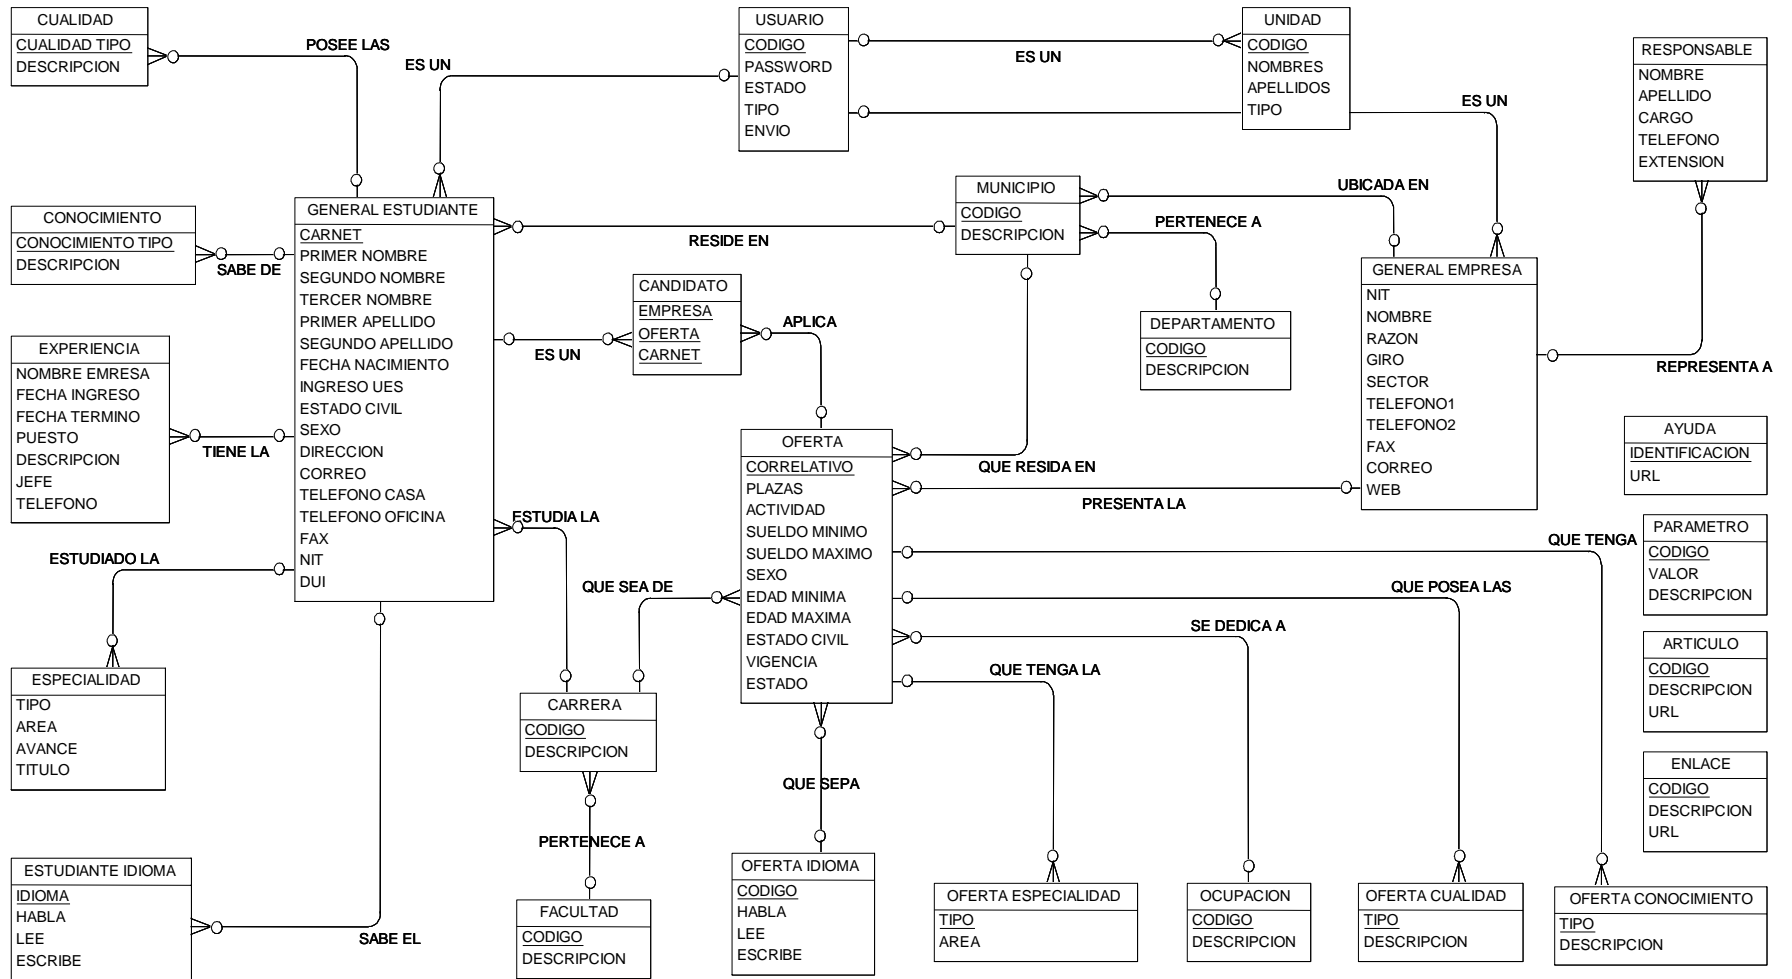 CUALIDAD
CUALIDAD TIPO
DESCRIPCION
POSEE LAS
ES UN
USUARIO
CODIGO
PASSWORD
ESTADO
TIPO
ENVIO
ES UN
UNIDAD
CODIGO
NOMBRES
APELLIDOS
TIPO
ES UN
RESPONSABLE
NOMBRE
APELLIDO
CARGO
TELEFONO
EXTENSION
CONOCIMIENTO
CONOCIMIENTO TIPO
DESCRIPCION
SABE DE
GENERAL ESTUDIANTE
CARNET
PRIMER NOMBRE
SEGUNDO NOMBRE
TERCER NOMBRE
PRIMER APELLIDO
SEGUNDO APELLIDO
FECHA NACIMIENTO
INGRESO UES
ESTADO CIVIL
SEXO
DIRECCION
CORREO
TELEFONO CASA
TELEFONO OFICINA
FAX
NIT
DUI
RESIDE EN
MUNICIPIO
CODIGO
DESCRIPCION
UBICADA EN
PERTENECE A
DEPARTAMENTO
CODIGO
DESCRIPCION
GENERAL EMPRESA
NIT
NOMBRE
RAZON
GIRO
SECTOR
TELEFONO1
TELEFONO2
FAX
CORREO
WEB
REPRESENTA A
CANDIDATO
EMPRESA
OFERTA
CARNET
ES UN
APLICA
EXPERIENCIA
NOMBRE EMRESA
FECHA INGRESO
FECHA TERMINO
PUESTO
DESCRIPCION
JEFE
TELEFONO
TIENE LA
OFERTA
CORRELATIVO
PLAZAS
ACTIVIDAD
SUELDO MINIMO
SUELDO MAXIMO
SEXO
EDAD MINIMA
EDAD MAXIMA
ESTADO CIVIL
VIGENCIA
ESTADO
QUE RESIDA EN
PRESENTA LA
AYUDA
IDENTIFICACION
URL
PARAMETRO
CODIGO
VALOR
DESCRIPCION
ARTICULO
CODIGO
DESCRIPCION
URL
ENLACE
CODIGO
DESCRIPCION
URL
ESTUDIADO LA
ESTUDIA LA
QUE SEA DE
QUE TENGA
QUE POSEA LAS
SE DEDICA A
QUE TENGA LA
ESPECIALIDAD
TIPO
AREA
AVANCE
TITULO
CARRERA
CODIGO
DESCRIPCION
QUE SEPA
PERTENECE A
ESTUDIANTE IDIOMA
IDIOMA
HABLA
LEE
ESCRIBE
SABE EL
FACULTAD
CODIGO
DESCRIPCION
OFERTA IDIOMA
CODIGO
HABLA
LEE
ESCRIBE
OFERTA ESPECIALIDAD
TIPO
AREA
OCUPACION
CODIGO
DESCRIPCION
OFERTA CUALIDAD
TIPO
DESCRIPCION
OFERTA CONOCIMIENTO
TIPO
DESCRIPCION